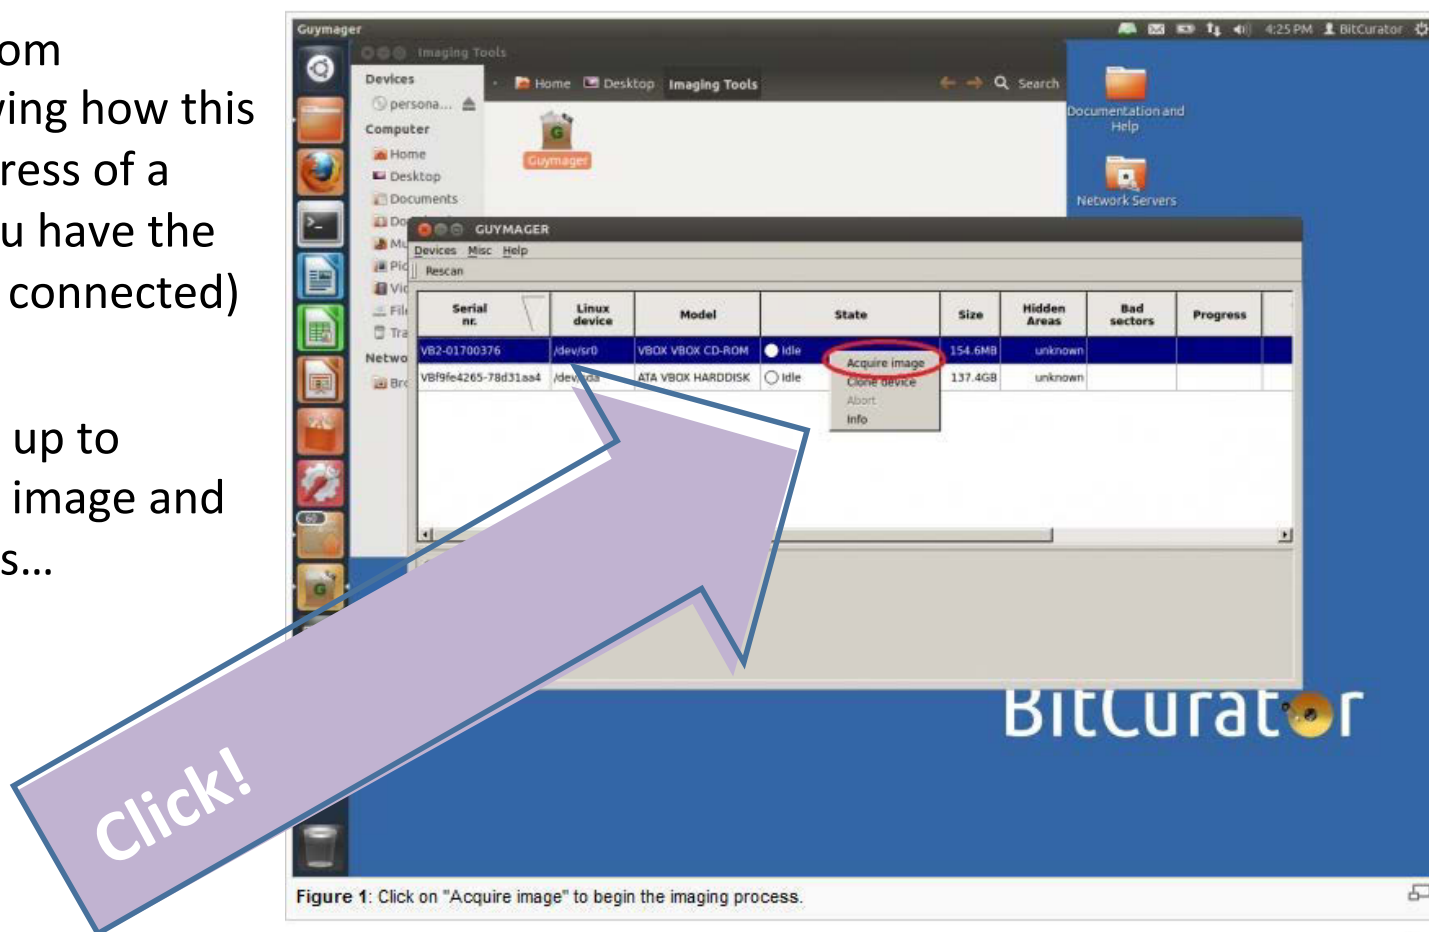 om
ving how this
ress of a
u have the
connected)
up to
image and
s…
Guymager
4:25 PM BitCurator
Imaging Tools
Devices
Home Desktop Imaging Tools
Search
persona...
Computer
Home
Desktop
Documents
Guymager
Documentation and
Help
Network Servers
GUYMAGER
Devices Misc Help
Rescan
Serial nr. Linux device Model State Size Hidden Areas Bad sectors Progress
VB2-01700376 /dev/sr0 VBOX VBOX CD-ROM Idle 154.6MB unknown
VBf9fe4265-78d31aa4 ATA VBOX HARDDISK Idle 137.4GB unknown
Acquire image
Clone device
Abort
Info
Netwo
Bro
BitCurator
Click!
Figure 1: Click on "Acquire image" to begin the imaging process.